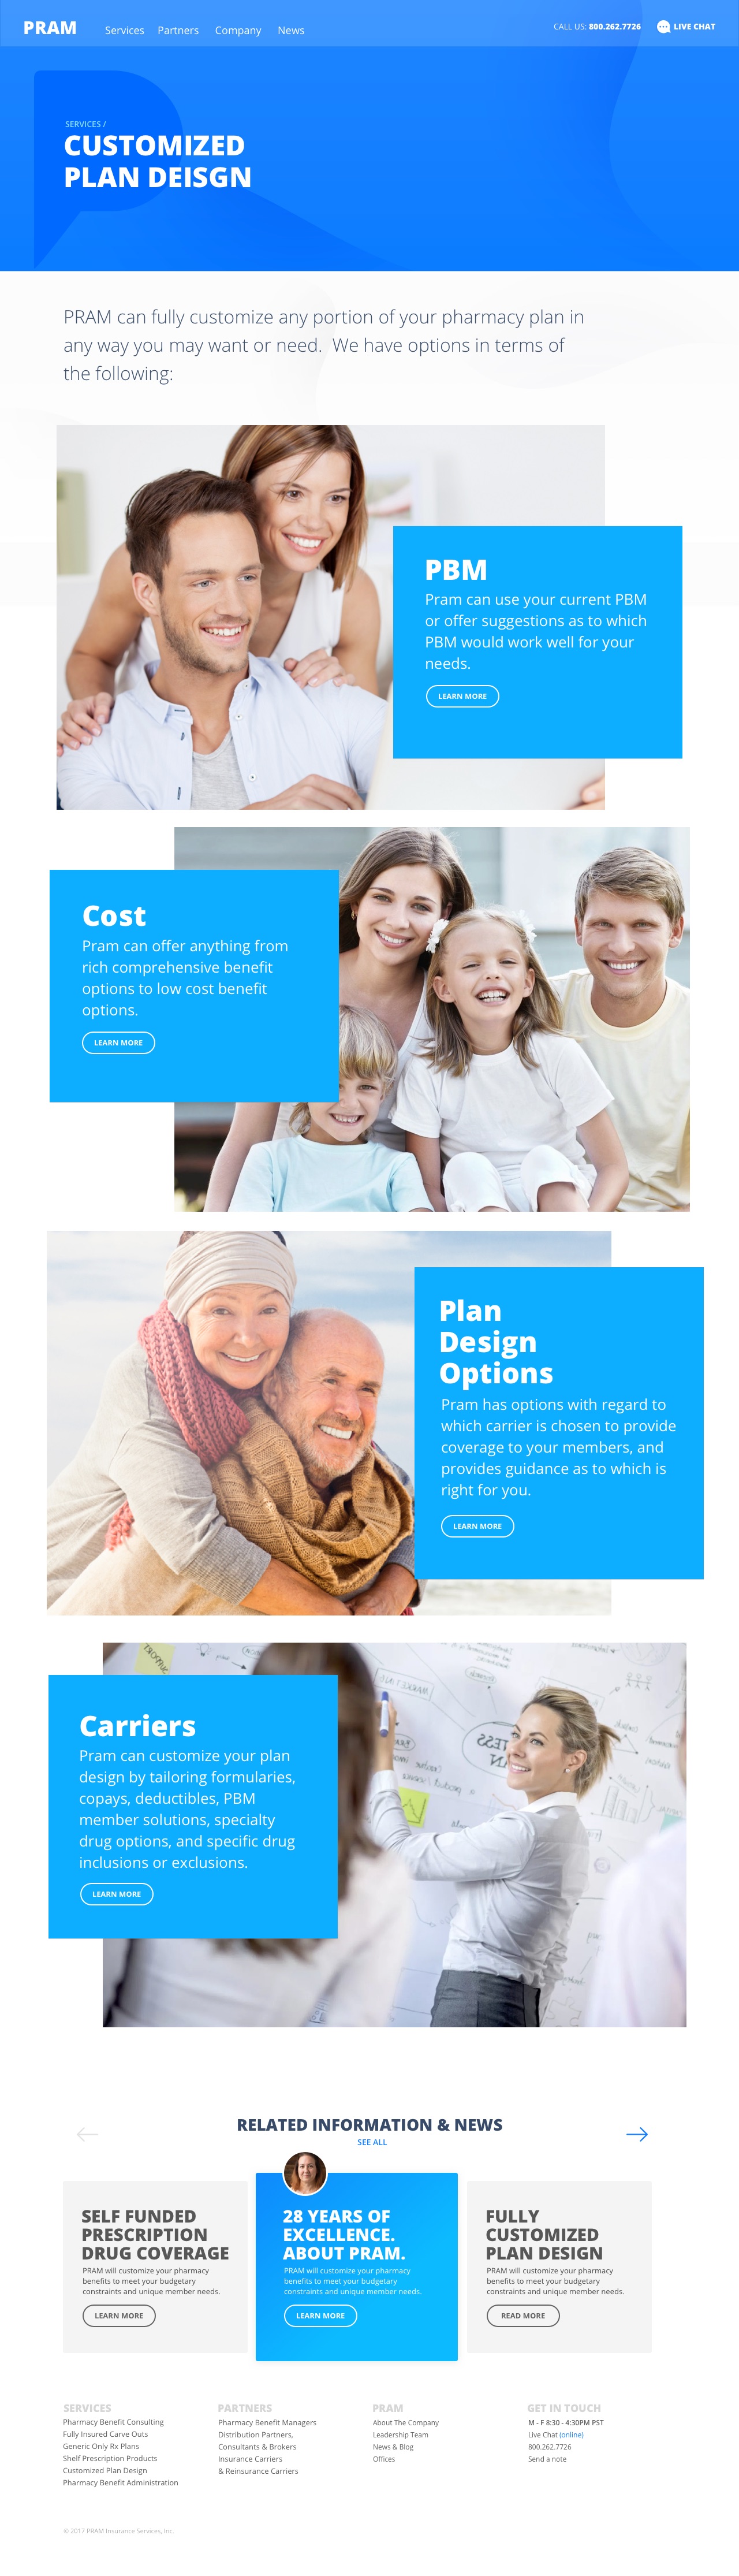 PRAM Services Partners Company News CALL US: 800.262.7726 LIVE CHAT
SERVICES /
CUSTOMIZED
PLAN DEISGN
PRAM can fully customize any portion of your pharmacy plan in
any way you may want or need. We have options in terms of
the following:
PBM
Pram can use your current PBM
or offer suggestions as to which
PBM would work well for your
needs.
LEARN MORE
Cost
Pram can offer anything from
rich comprehensive benefit
options to low cost benefit
options.
LEARN MORE
Plan
Design
Options
Pram has options with regard to
which carrier is chosen to provide
coverage to your members, and
provides guidance as to which is
right for you.
LEARN MORE
Carriers
Pram can customize your plan
design by tailoring formularies,
copays, deductibles, PBM
member solutions, specialty
drug options, and specific drug
inclusions or exclusions.
LEARN MORE
RELATED INFORMATION & NEWS
SEE ALL
SELF FUNDED
PRESCRIPTION
DRUG COVERAGE
PRAM will customize your pharmacy
benefits to meet your budgetary
constraints and unique member needs.
LEARN MORE
28 YEARS OF
EXCELLENCE.
ABOUT PRAM.
PRAM will customize your pharmacy
benefits to meet your budgetary
constraints and unique member needs.
LEARN MORE
FULLY
CUSTOMIZED
PLAN DESIGN
PRAM will customize your pharmacy
benefits to meet your budgetary
constraints and unique member needs.
READ MORE
SERVICES
Pharmacy Benefit Consulting
Fully Insured Carve Outs
Generic Only Rx Plans
Shelf Prescription Products
Customized Plan Design
Pharmacy Benefit Administration
PARTNERS
Pharmacy Benefit Managers
Distribution Partners,
Consultants & Brokers
Insurance Carriers
& Reinsurance Carriers
PRAM
About The Company
Leadership Team
News & Blog
Offices
GET IN TOUCH
M - F 8:30 - 4:30PM PST
Live Chat (online)
800.262.7726
Send a note
© 2017 PRAM Insurance Services, Inc.